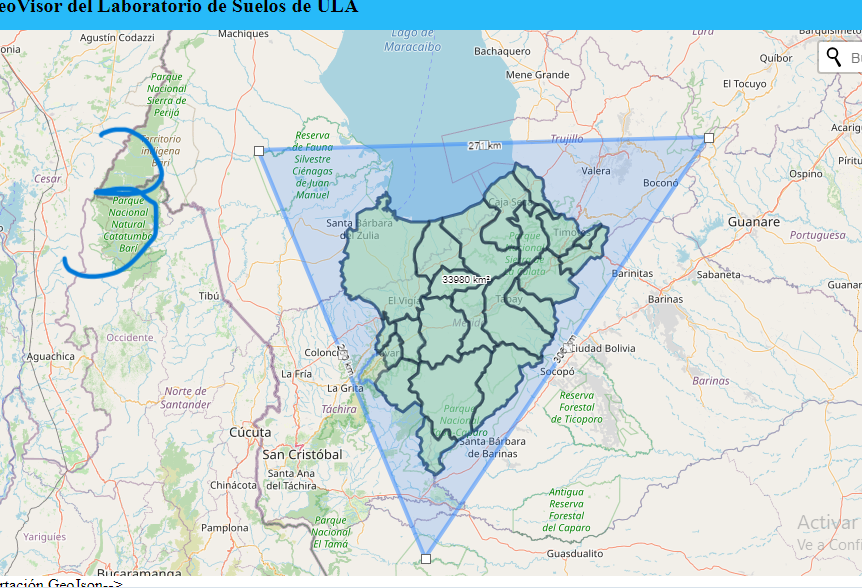 eoVisor del Laboratorio de Suelos de ULA
Agustín Codazzi
Machiques
Lago de
Maracaibo
Bachaquero
Lara
Barquisimeto
onia
Mene Grande
Quíbor
El Tocuyo
Parque
Nacional
Sierra de
Perijá
Reserva
de Fauna
Silvestre
Ciénagas
de Juan
Manuel
271 km
Trujillo
Valera
Boconó
Acarig
Ospino
Píritu
Territorio
indígena
Barí
Cesar
Parque
Nacional
Natural
Catatumbo
Barí
Caja Seca
Santa Bárbara
del Zulia
Guanare
Portuguesa
Parque
Nacional
Sierra de
La Culata
Timotes
33980 km²
Barinitas
Sabaneta
Guanar
Tibú
El Vigía
Tabay
Barinas
Mérida
Occidente
Aguachica
Colonc
Tovar
Ciudad Bolivia
La Fría
La Grita
Socopó
Barinas
Norte de
Santander
Táchira
Reserva
Forestal
de Ticoporo
Parque
Nacional
Cúcuta
San Cristóbal
Santa Bárbara
de Barinas
Santa Ana
del Táchira
Chinácota
Antigua
Reserva
Forestal
del Caparo
Pamplona
Parque
Nacional
El Tamá
Yariguíes
Activar
Ve a Confi
Guasdualito
Bucaramanga
rtación GeoJson-->